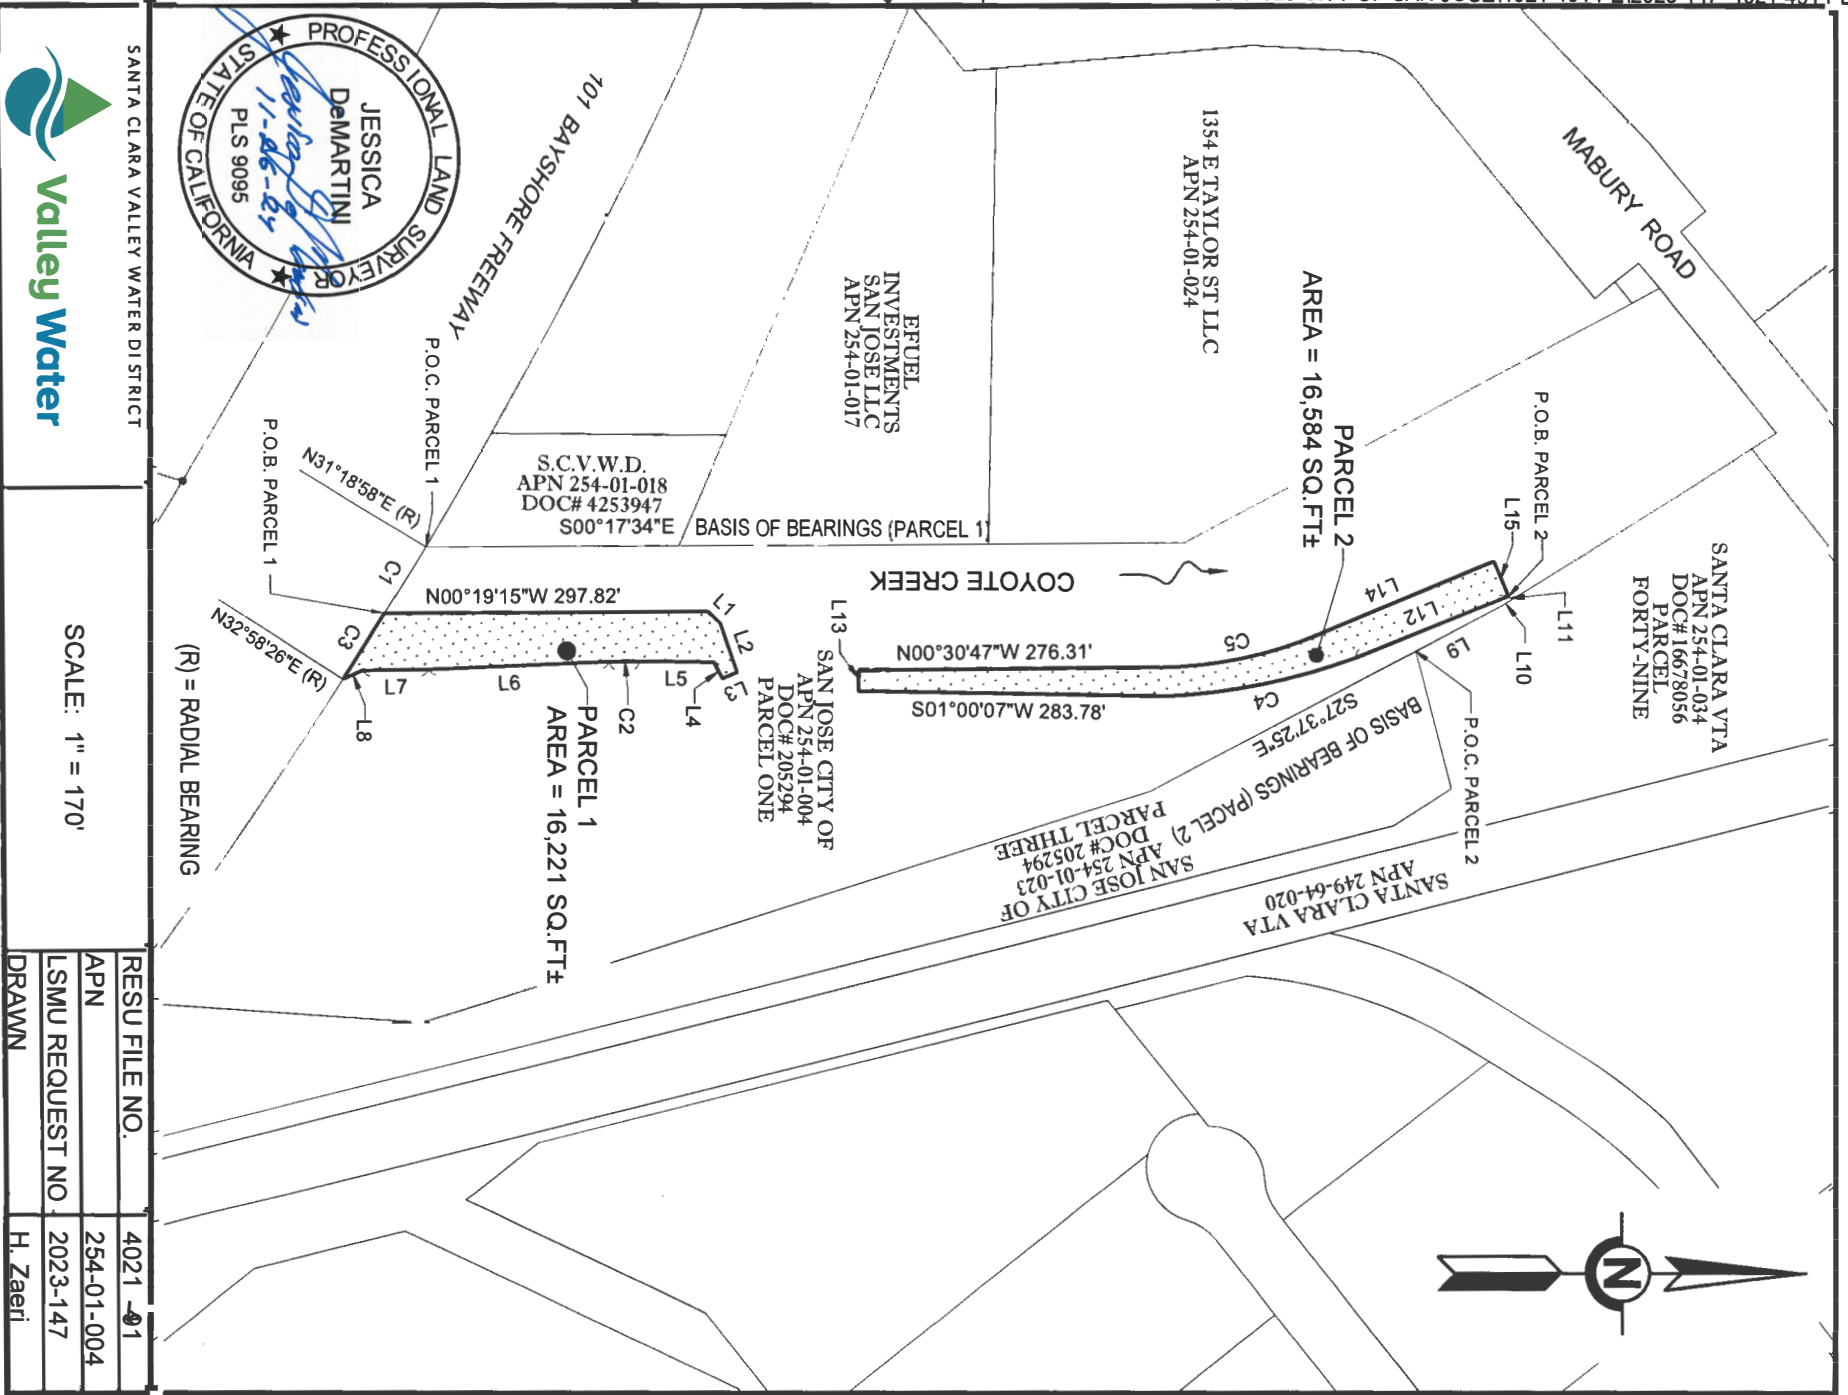 SANTA CLARA VALLEY WATER DISTRICT
Valley Water
SCALE: 1" = 170'
RESU FILE NO.
4021
APN
254-01-004
LSMU REQUEST NO
2023-147
DRAWN
H. Zaeri
PROFESSIONAL LAND SURVEYOR
STATE OF CALIFORNIA
JESSICA
DeMARTINI
PLS 9095
101 BAYSHORE FREEWAY
MABURY ROAD
1354 E TAYLOR ST LLC
APN 254-01-024
EFUEL
INVESTMENTS
SAN JOSE LLC
APN 254-01-017
S.C.V.W.D.
APN 254-01-018
DOC# 4253947
S00°17'34"E
BASIS OF BEARINGS (PARCEL 1)
P.O.C. PARCEL 1
P.O.B. PARCEL 1
N31°18'58"E (R)
N32°58'26"E (R)
C1
C3
(R) = RADIAL BEARING
N00°19'15"W 297.82'
L1
L2
L3
L4
L5
C2
L6
L7
L8
PARCEL 1
AREA = 16,221 SQ.FT±
COYOTE CREEK
PARCEL 2
AREA = 16,584 SQ.FT±
L13
N00°30'47"W 276.31'
S01°00'07"W 283.78'
C5
C4
L14
L12
L9
L15
P.O.B. PARCEL 2
L11
L10
P.O.C. PARCEL 2
S27°37'25"E
BASIS OF BEARINGS (PACEL 2)
SAN JOSE CITY OF
APN 254-01-004
DOC# 205294
PARCEL ONE
SAN JOSE CITY OF
APN 254-01-023
DOC# 205294
PARCEL THREE
SANTA CLARA VTA
APN 249-64-020
SANTA CLARA VTA
APN 254-01-034
DOC# 16678056
PARCEL
FORTY-NINE
N